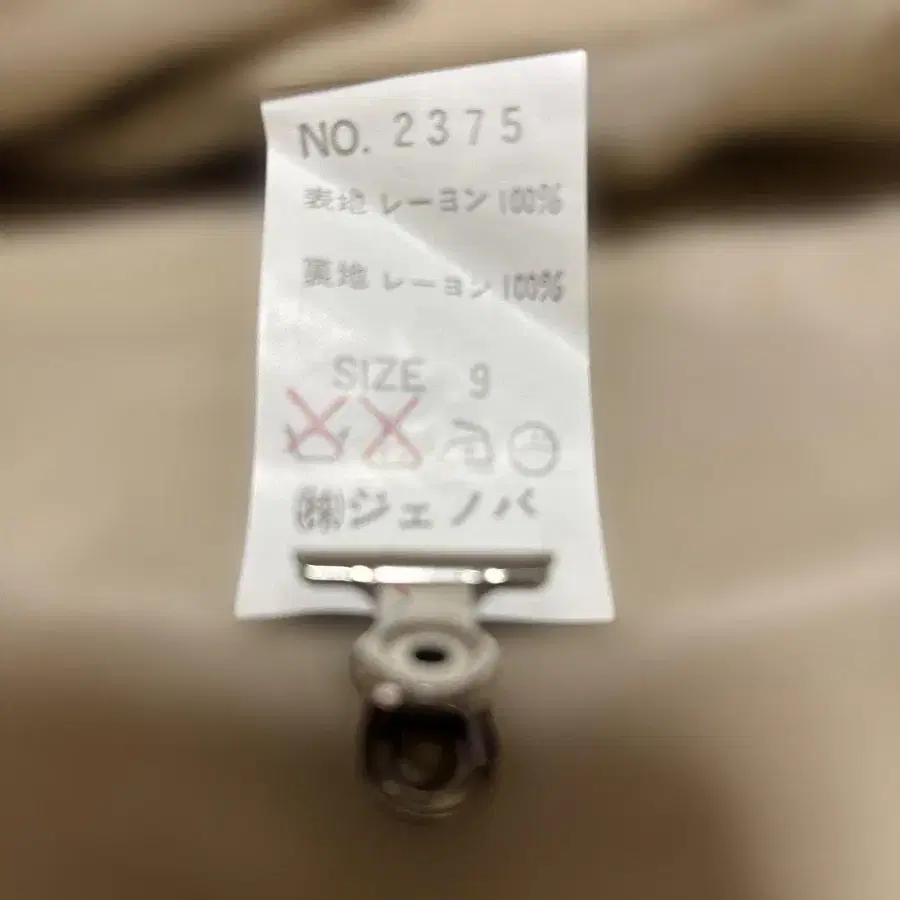 NO. 2375
表地 レーヨン 100%
裏地 レーヨン 100%
SIZE 9
㈱ジェノバ